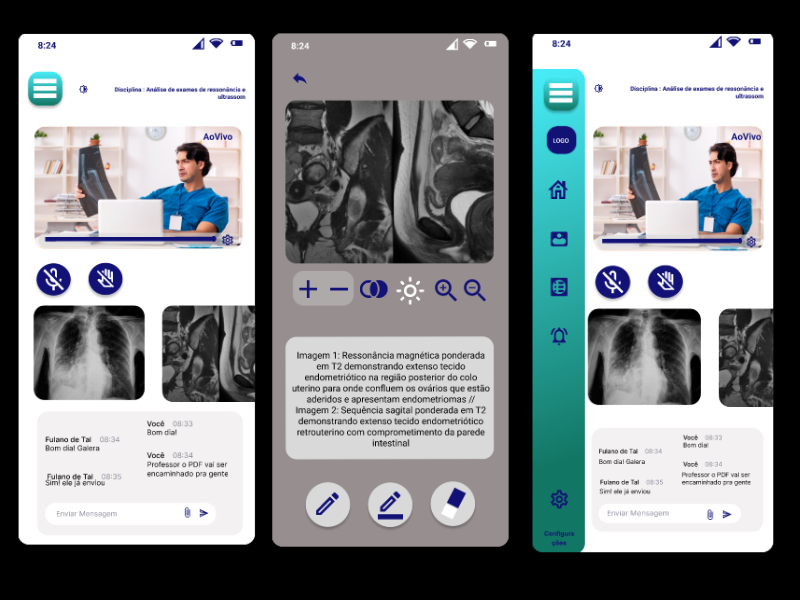 8:24
Disciplina : Análise de exames de ressonância e
ultrassom
AoVivo
Você 08:33
Bom dia!
Fulano de Tal 08:34
Bom dia! Galera
Você 08:34
Professor o PDF vai ser
encaminhado pra gente
Fulano de Tal 08:35
Sim! ele já enviou
Enviar Mensagem
8:24
Imagem 1: Ressonância magnética ponderada
em T2 demonstrando extenso tecido
endometriótico na região posterior do colo
uterino para onde confluem os ovários que estão
aderidos e apresentam endometriomas //
Imagem 2: Sequência sagital ponderada em T2
demonstrando extenso tecido endometriótico
retrouterino com comprometimento da parede
intestinal
8:24
Disciplina : Análise de exames de ressonância e
ultrassom
LOGO
AoVivo
Você 08:33
Bom dia!
Fulano de Tal 08:34
Bom dia! Galera
Você 08:34
Professor o PDF vai ser
encaminhado pra gente
Fulano de Tal 08:35
Sim! ele já enviou
Enviar Mensagem
Configura
ções